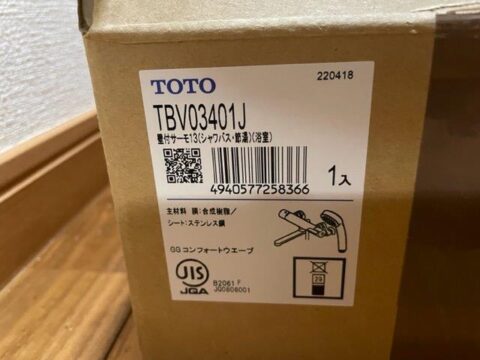 TOTO
220418
TBV03401J
壁付サーモ13(シャワバス・節湯)(浴室)
4940577258366
1入
主材料 膜:合成樹脂/
シート:ステンレス鋼
GGコンフォートウエーブ
JIS
JQA
B2061 F
JQ0806001